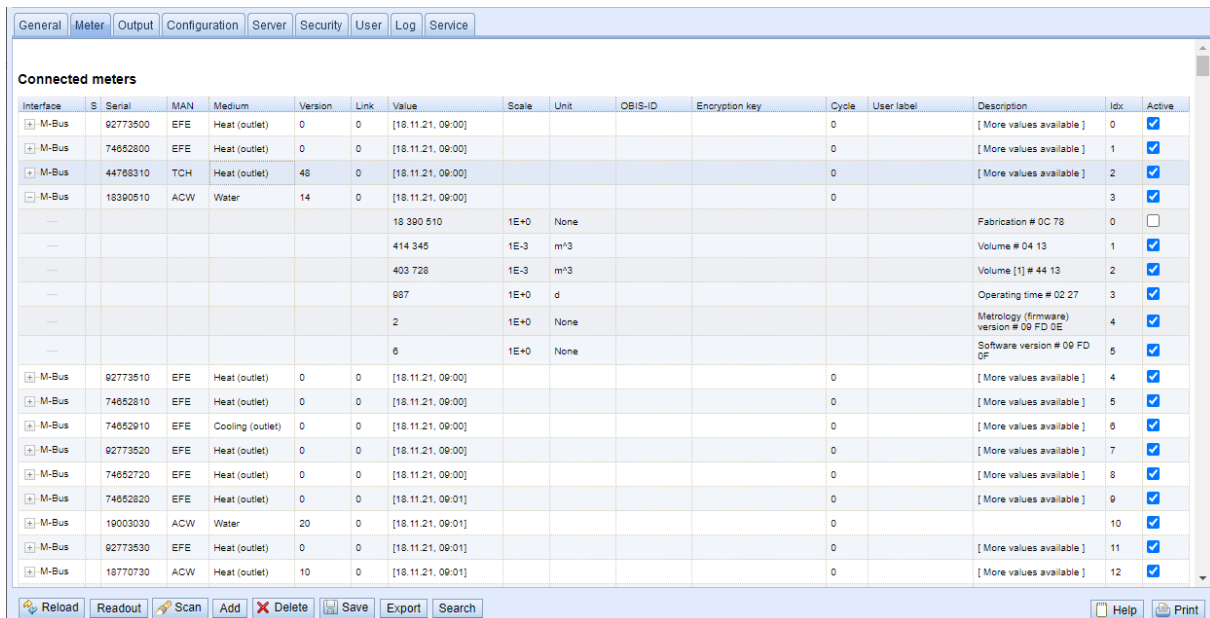 General Meter Output Configuration Server Security User Log Service
Connected meters
Interface S Serial MAN Medium Version Link Value Scale Unit OBIS-ID Encryption key Cycle User label Description Idx Active
M-Bus 92773500 EFE Heat (outlet) 0 0 [18.11.21, 09:00] 0 [ More values available ] 0
M-Bus 74652800 EFE Heat (outlet) 0 0 [18.11.21, 09:00] 0 [ More values available ] 1
M-Bus 44768310 TCH Heat (outlet) 48 0 [18.11.21, 09:00] 0 [ More values available ] 2
M-Bus 18390510 ACW Water 14 0 [18.11.21, 09:00] 0 3
18 390 510 1E+0 None Fabrication # 0C 78 0
414 345 1E-3 m^3 Volume # 04 13 1
403 728 1E-3 m^3 Volume [1] # 44 13 2
987 1E+0 d Operating time # 02 27 3
2 1E+0 None Metrology (firmware) version # 09 FD 0E 4
6 1E+0 None Software version # 09 FD 0F 5
M-Bus 92773510 EFE Heat (outlet) 0 0 [18.11.21, 09:00] 0 [ More values available ] 4
M-Bus 74652810 EFE Heat (outlet) 0 0 [18.11.21, 09:00] 0 [ More values available ] 5
M-Bus 74652910 EFE Cooling (outlet) 0 0 [18.11.21, 09:00] 0 [ More values available ] 6
M-Bus 92773520 EFE Heat (outlet) 0 0 [18.11.21, 09:00] 0 [ More values available ] 7
M-Bus 74652720 EFE Heat (outlet) 0 0 [18.11.21, 09:00] 0 [ More values available ] 8
M-Bus 74652820 EFE Heat (outlet) 0 0 [18.11.21, 09:01] 0 [ More values available ] 9
M-Bus 19003030 ACW Water 20 0 [18.11.21, 09:01] 0 10
M-Bus 92773530 EFE Heat (outlet) 0 0 [18.11.21, 09:01] 0 [ More values available ] 11
M-Bus 18770730 ACW Heat (outlet) 10 0 [18.11.21, 09:01] 0 [ More values available ] 12
Reload Readout Scan Add Delete Save Export Search Help Print